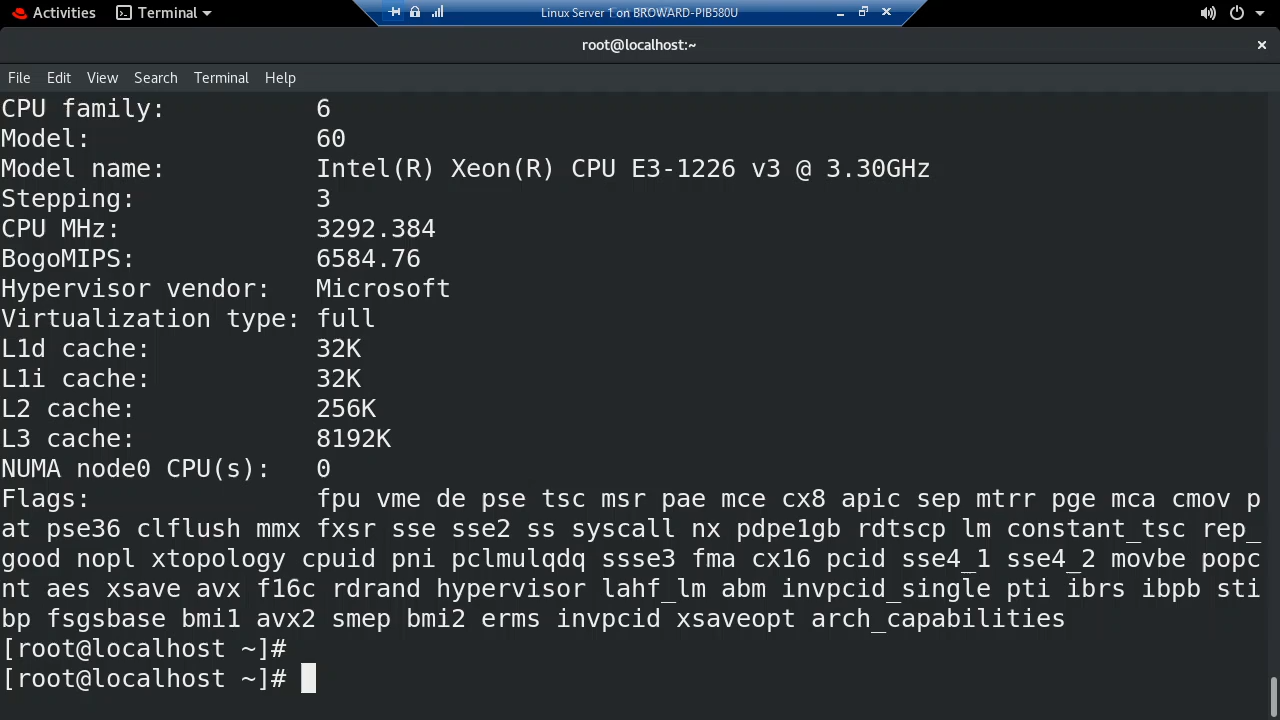 Activities Terminal Linux Server 1 on BROWARD-PIB580U
root@localhost:~
File Edit View Search Terminal Help
CPU family: 6
Model: 60
Model name: Intel(R) Xeon(R) CPU E3-1226 v3 @ 3.30GHz
Stepping: 3
CPU MHz: 3292.384
BogoMIPS: 6584.76
Hypervisor vendor: Microsoft
Virtualization type: full
L1d cache: 32K
L1i cache: 32K
L2 cache: 256K
L3 cache: 8192K
NUMA node0 CPU(s): 0
Flags: fpu vme de pse tsc msr pae mce cx8 apic sep mtrr pge mca cmov p
at pse36 clflush mmx fxsr sse sse2 ss syscall nx pdpe1gb rdtscp lm constant_tsc rep_
good nopl xtopology cpuid pni pclmulqdq ssse3 fma cx16 pcid sse4_1 sse4_2 movbe popc
nt aes xsave avx f16c rdrand hypervisor lahf_lm abm invpcid_single pti ibrs ibpb sti
bp fsgsbase bmi1 avx2 smep bmi2 erms invpcid xsaveopt arch_capabilities
[root@localhost ~]#
[root@localhost ~]#